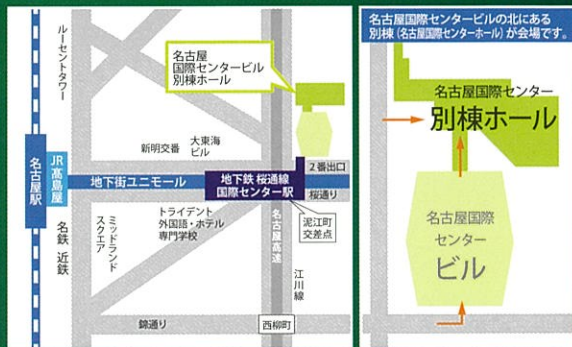 ルーセントタワー
名古屋
国際センタービル
別棟ホール
新明交番
大東海
ビル
名古屋駅
JR髙島屋
地下街ユニモール
地下鉄 桜通線
国際センター駅
2番出口
桜通り
名鉄 近鉄
ミッドランド
スクエア
トライデント
外国語・ホテル
専門学校
名古屋高速
泥江町
交差点
江川線
錦通り
西柳町
名古屋国際センタービルの北にある
別棟(名古屋国際センターホール)が会場です。
名古屋国際センター
別棟ホール
名古屋国際
センター
ビル